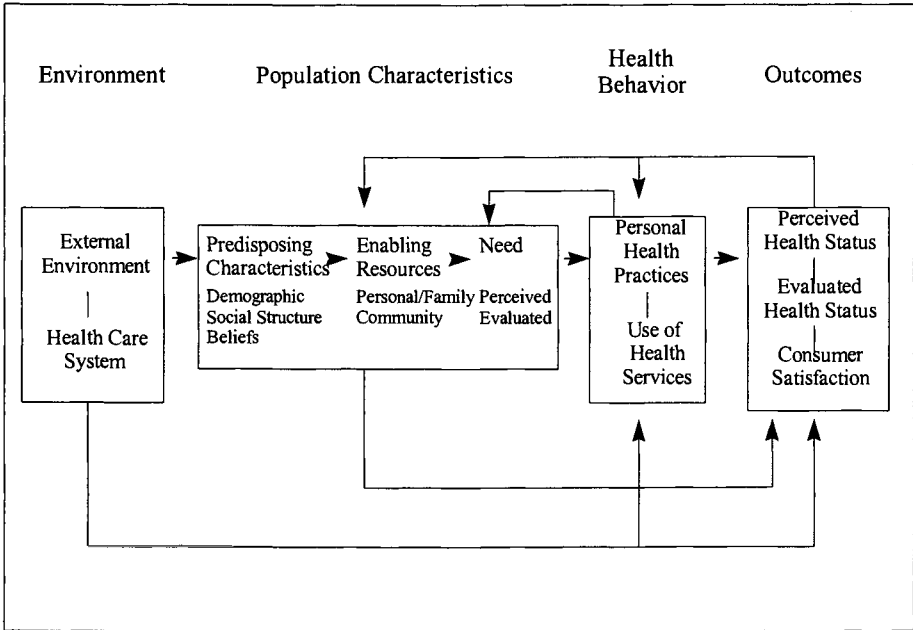 Environment
Population Characteristics
Health
Behavior
Outcomes
External
Environment
Health Care
System
Predisposing
Characteristics
Demographic
Social Structure
Beliefs
Enabling
Resources
Personal/Family
Community
Need
Perceived
Evaluated
Personal
Health
Practices
Use of
Health
Services
Perceived
Health Status
Evaluated
Health Status
Consumer
Satisfaction